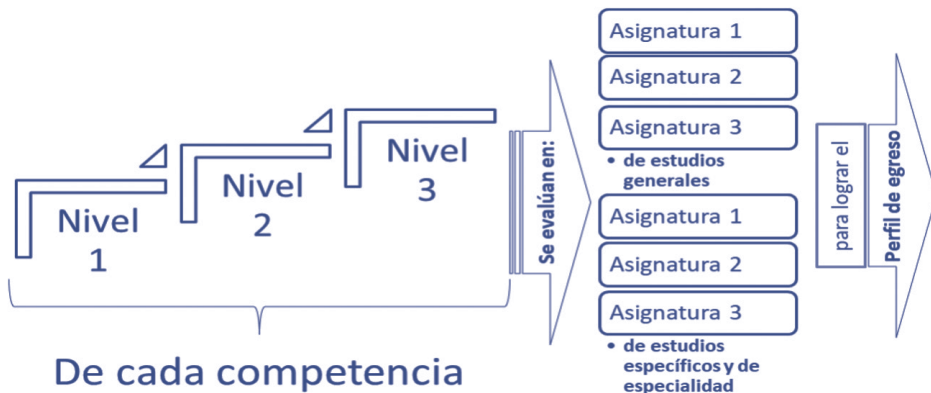 Nivel
1
Nivel
2
Nivel
3
De cada competencia
Se evalúan en:
Asignatura 1
Asignatura 2
Asignatura 3
• de estudios
generales
Asignatura 1
Asignatura 2
Asignatura 3
• de estudios
específicos y de
especialidad
para lograr el
Perfil de egreso